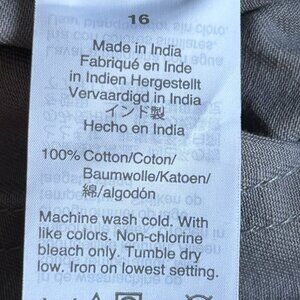 16
Made in India
Fabriqué en Inde
in Indien Hergestellt
Vervaardigd in India
インド製
Hecho en India
100% Cotton/Coton/
Baumwolle/Katoen/
綿/algodón
Machine wash cold. With
like colors. Non-chlorine
bleach only. Tumble dry
low. Iron on lowest setting.